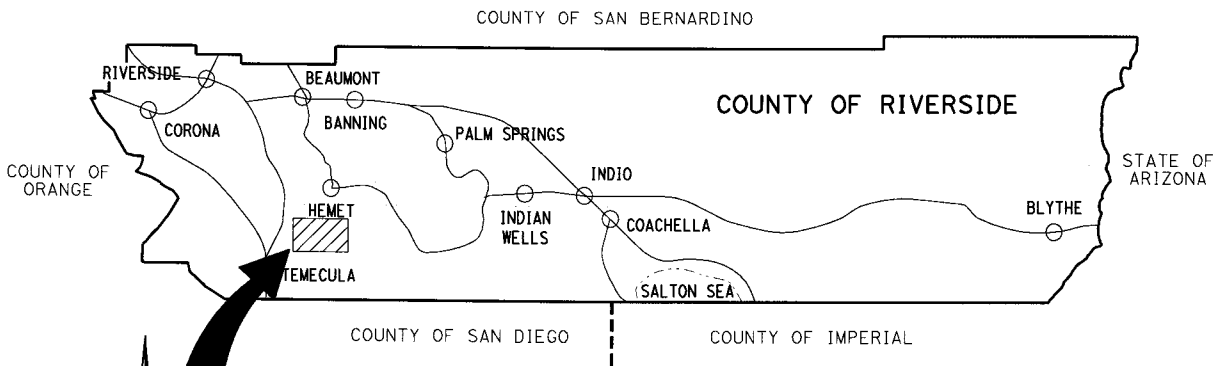 COUNTY OF SAN BERNARDINO
RIVERSIDE
BEAUMONT
COUNTY OF RIVERSIDE
CORONA
BANNING
PALM SPRINGS
COUNTY OF
ORANGE
STATE OF
ARIZONA
INDIO
HEMET
INDIAN
WELLS
COACHELLA
BLYTHE
TEMECULA
SALTON SEA
COUNTY OF SAN DIEGO
COUNTY OF IMPERIAL